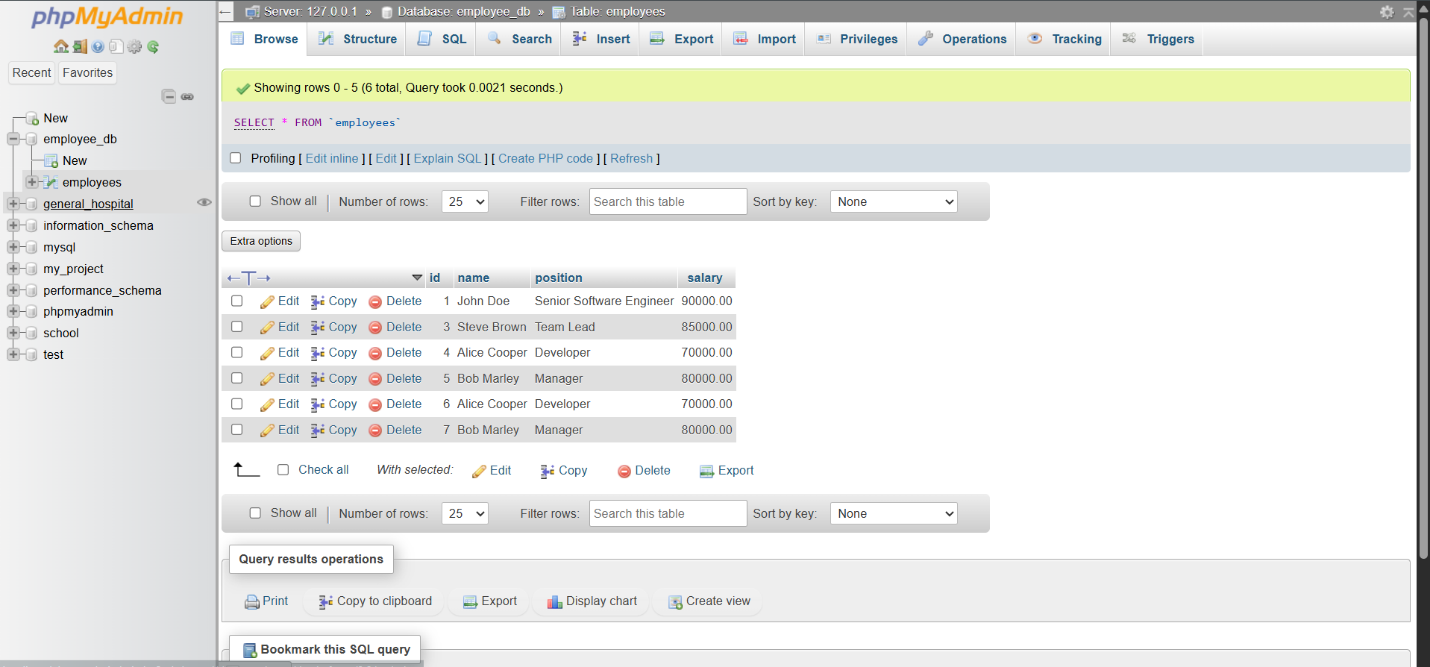 phpMyAdmin
Recent Favorites
New
employee_db
New
employees
general_hospital
information_schema
mysql
my_project
performance_schema
phpmyadmin
school
test
Server: 127.0.0.1 » Database: employee_db » Table: employees
Browse Structure SQL Search Insert Export Import Privileges Operations Tracking Triggers
Showing rows 0 - 5 (6 total, Query took 0.0021 seconds.)
SELECT * FROM `employees`
Profiling [ Edit inline ] [ Edit ] [ Explain SQL ] [ Create PHP code ] [ Refresh ]
Show all | Number of rows: 25 Filter rows: Search this table Sort by key: None
Extra options
←T→ id name position salary
Edit Copy Delete 1 John Doe Senior Software Engineer 90000.00
Edit Copy Delete 3 Steve Brown Team Lead 85000.00
Edit Copy Delete 4 Alice Cooper Developer 70000.00
Edit Copy Delete 5 Bob Marley Manager 80000.00
Edit Copy Delete 6 Alice Cooper Developer 70000.00
Edit Copy Delete 7 Bob Marley Manager 80000.00
Check all With selected: Edit Copy Delete Export
Show all | Number of rows: 25 Filter rows: Search this table Sort by key: None
Query results operations
Print Copy to clipboard Export Display chart Create view
Bookmark this SQL query